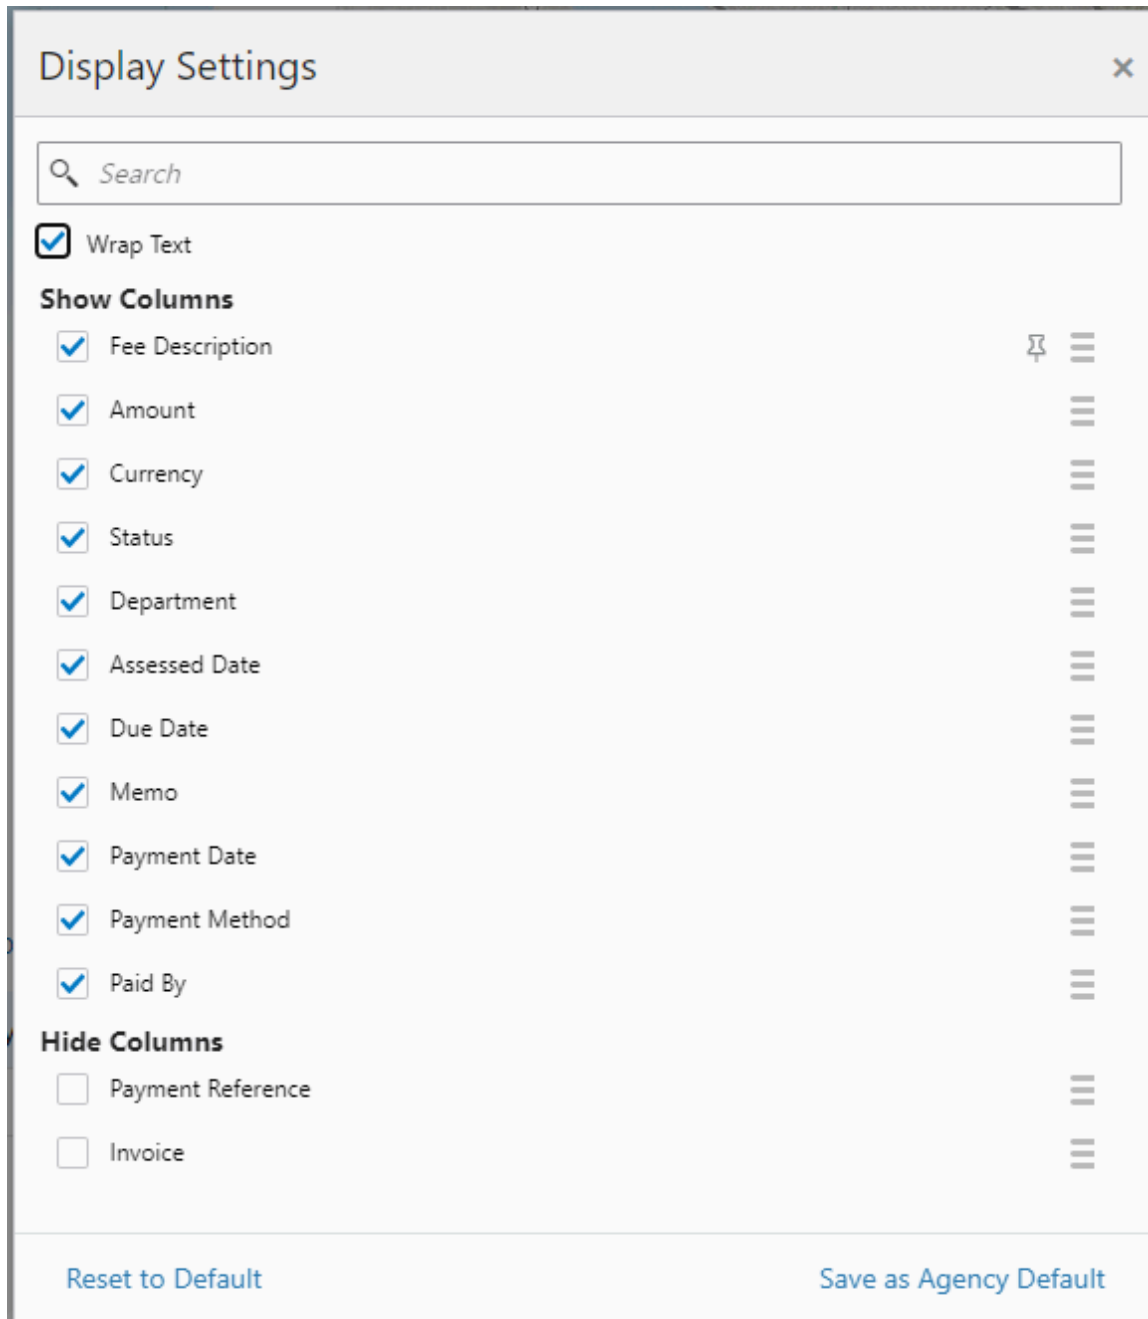 Display Settings
Search
Wrap Text
Show Columns
Fee Description
Amount
Currency
Status
Department
Assessed Date
Due Date
Memo
Payment Date
Payment Method
Paid By
Hide Columns
Payment Reference
Invoice
Reset to Default
Save as Agency Default